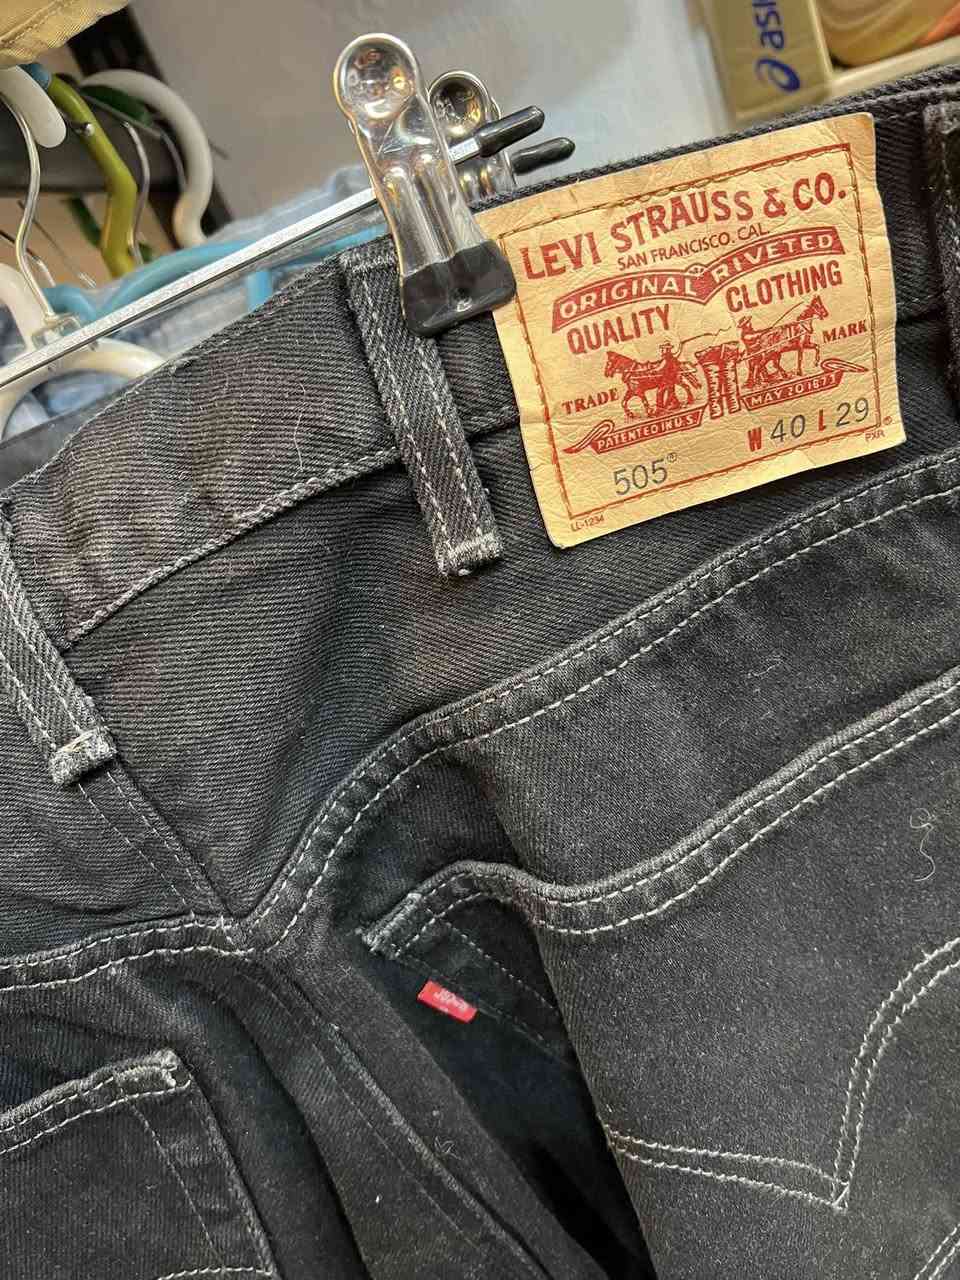 asics
LEVI STRAUSS & CO.
SAN FRANCISCO. CAL
ORIGINAL RIVETED
QUALITY CLOTHING
TRADE MARK
PATENTED IN U.S. MAY 20 1873
505® W 40 L 29
LL-1234 PXR ®